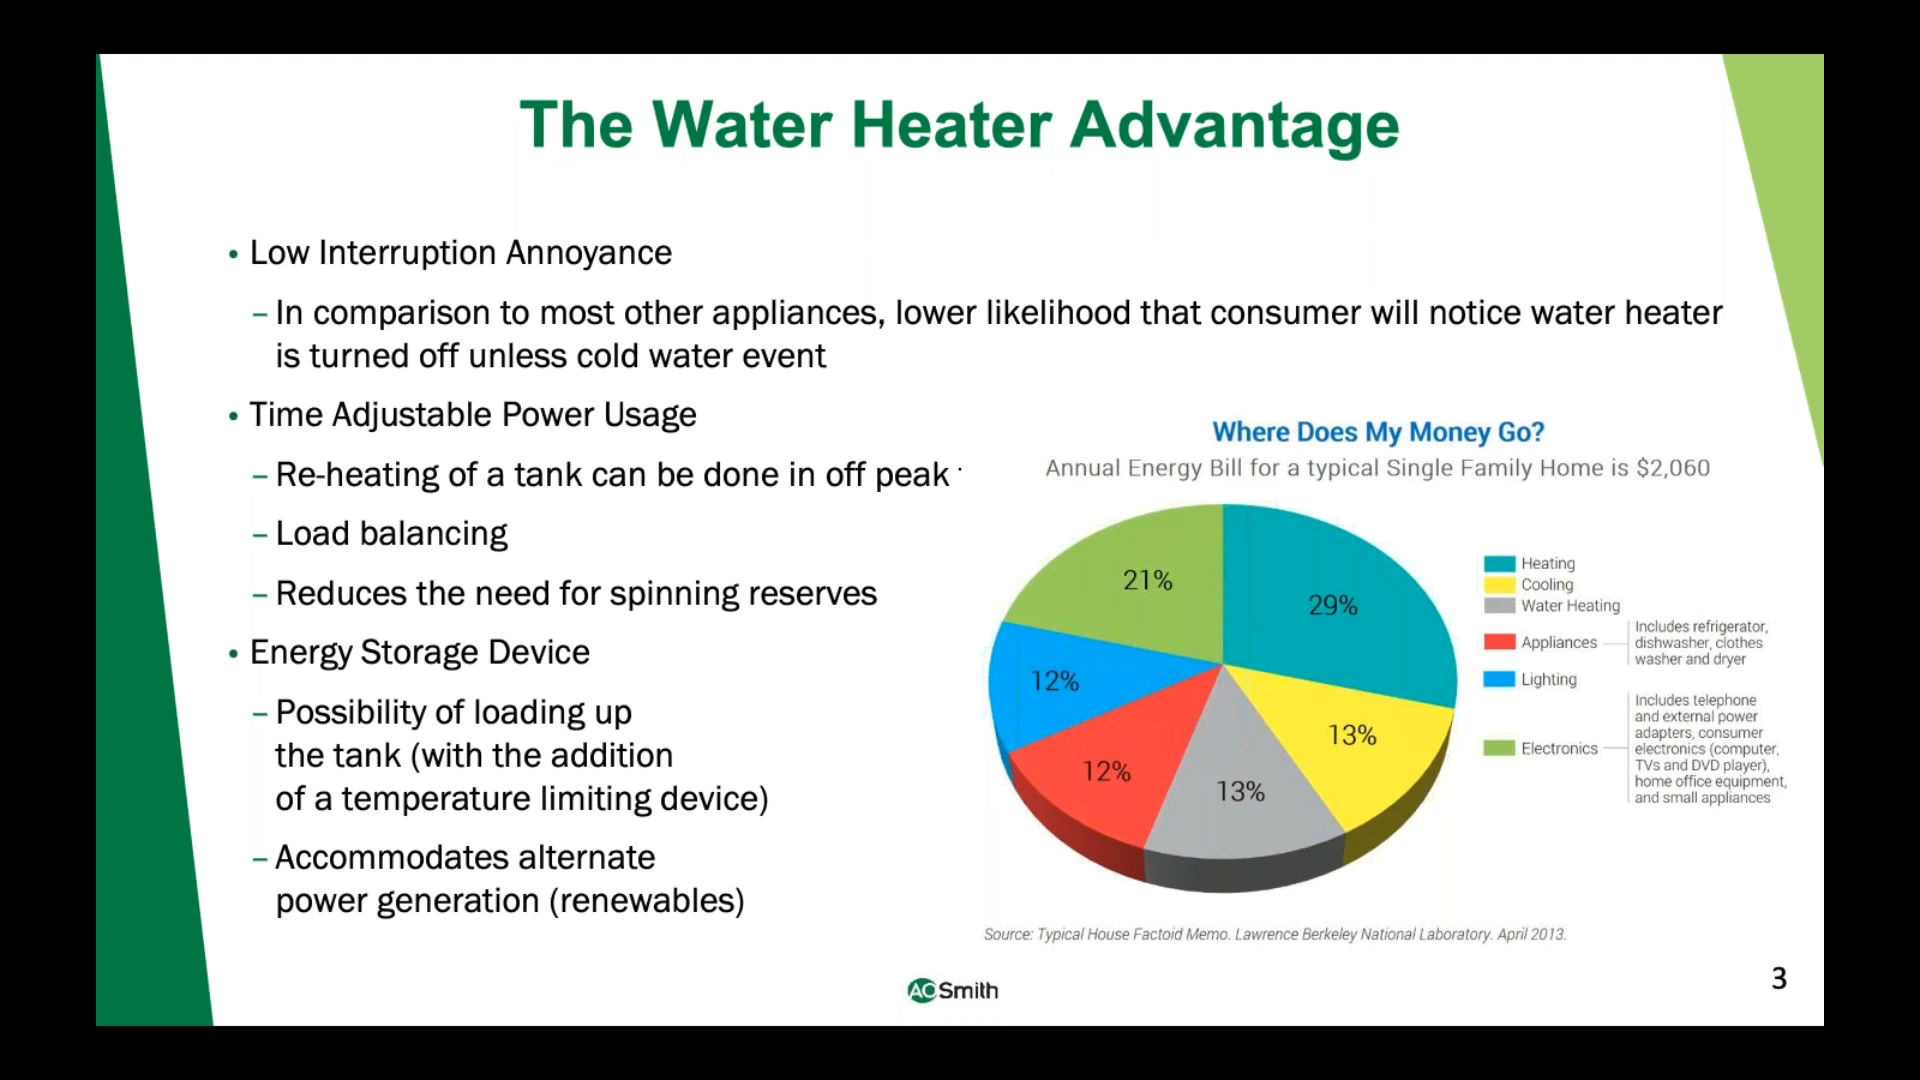 The Water Heater Advantage
• Low Interruption Annoyance
– In comparison to most other appliances, lower likelihood that consumer will notice water heater
is turned off unless cold water event
• Time Adjustable Power Usage
– Re-heating of a tank can be done in off peak
– Load balancing
– Reduces the need for spinning reserves
• Energy Storage Device
– Possibility of loading up
the tank (with the addition
of a temperature limiting device)
– Accommodates alternate
power generation (renewables)
Where Does My Money Go?
Annual Energy Bill for a typical Single Family Home is $2,060
21%
29%
12%
13%
12%
13%
Heating
Cooling
Water Heating
Appliances
Includes refrigerator,
dishwasher, clothes
washer and dryer
Lighting
Electronics
Includes telephone
and external power
adapters, consumer
electronics (computer,
TVs and DVD player),
home office equipment,
and small appliances
Source: Typical House Factoid Memo. Lawrence Berkeley National Laboratory. April 2013.
AOSmith
3